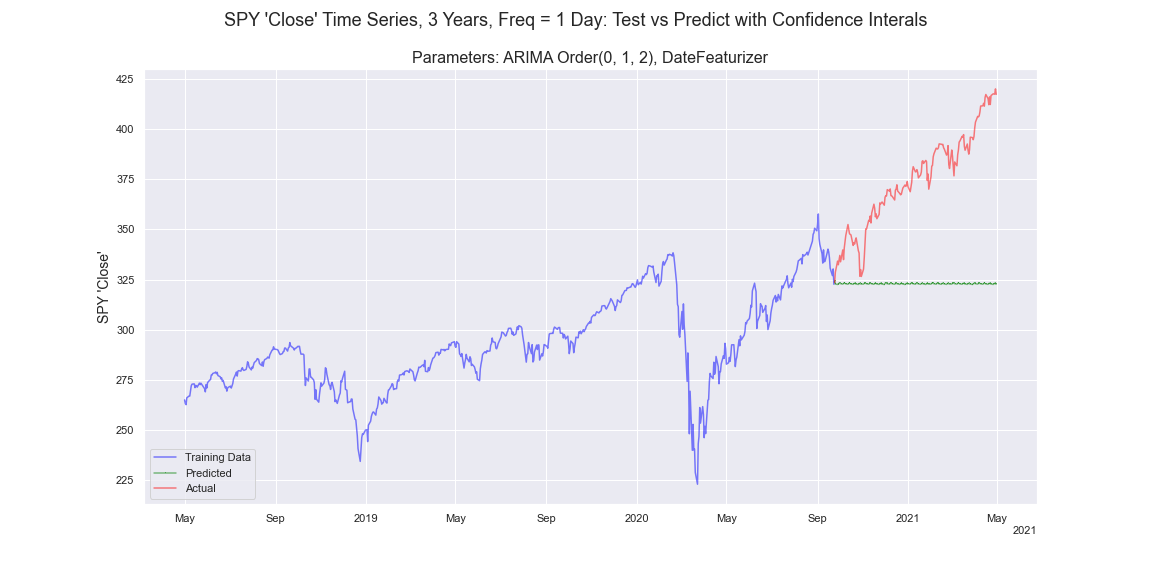 SPY 'Close' Time Series, 3 Years, Freq = 1 Day: Test vs Predict with Confidence Interals
Parameters: ARIMA Order(0, 1, 2), DateFeaturizer
425
400
375
350
325
300
275
250
225
SPY 'Close'
Training Data
Predicted
Actual
May
Sep
2019
May
Sep
2020
May
Sep
2021
May
2021